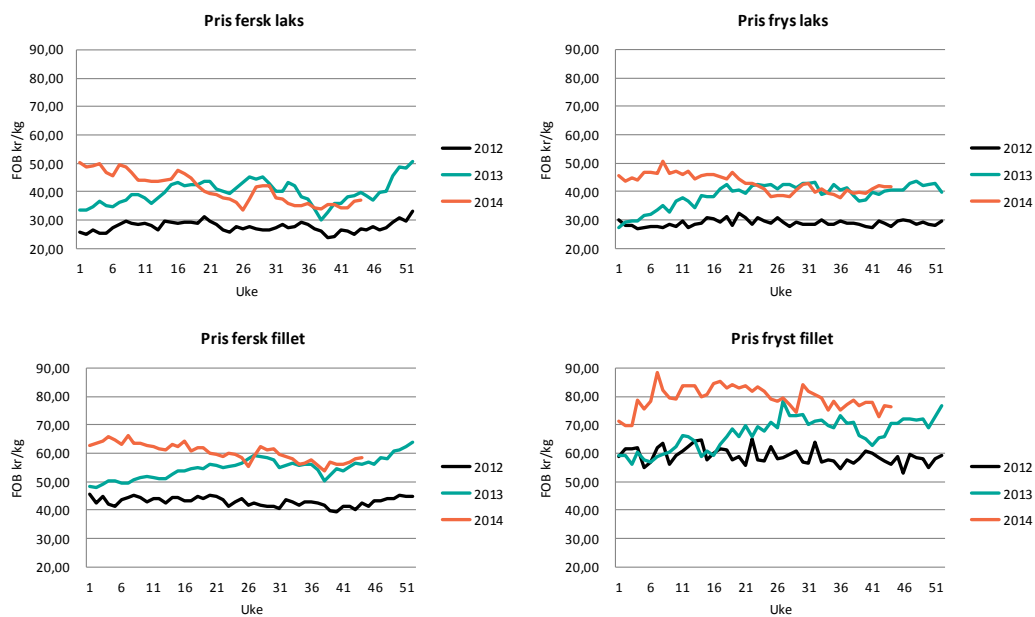 Pris fersk laks
90,00
80,00
70,00
60,00
50,00
40,00
30,00
20,00
FOB kr/kg
1 6 11 16 21 26 31 36 41 46 51
Uke
2012
2013
2014
Pris frys laks
90,00
80,00
70,00
60,00
50,00
40,00
30,00
20,00
FOB kr/kg
1 6 11 16 21 26 31 36 41 46 51
Uke
2012
2013
2014
Pris fersk fillet
90,00
80,00
70,00
60,00
50,00
40,00
30,00
20,00
FOB kr/kg
1 6 11 16 21 26 31 36 41 46 51
Uke
2012
2013
2014
Pris fryst fillet
90,00
80,00
70,00
60,00
50,00
40,00
30,00
20,00
FOB kr/kg
1 6 11 16 21 26 31 36 41 46 51
Uke
2012
2013
2014